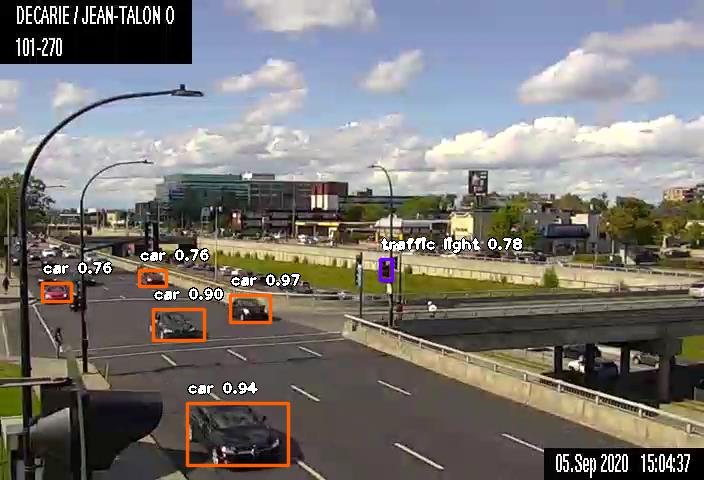 DECARIE / JEAN-TALON O
101-270
traffic light 0.78
car 0.76
car 0.76
car 0.97
car 0.90
car 0.94
05.Sep 2020 15:04:37